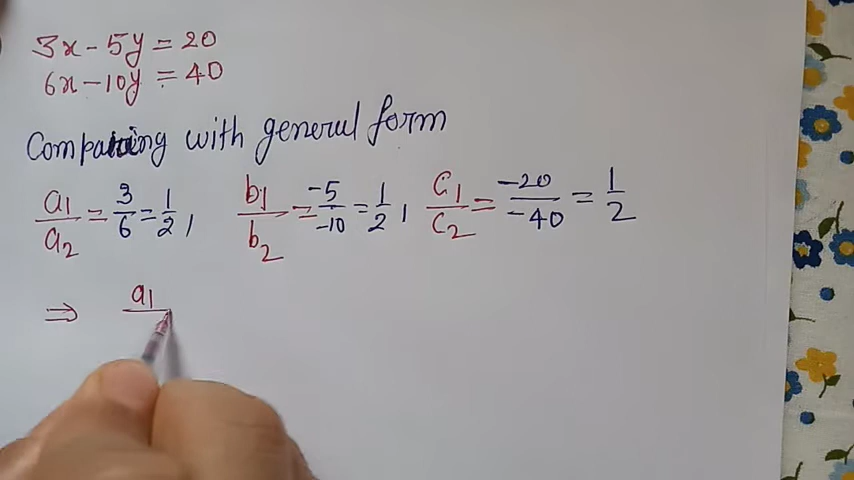 3x - 5y = 20
6x - 10y = 40
Comparing with general form
a1/a2 = 3/6 = 1/2, b1/b2 = -5/-10 = 1/2, C1/C2 = -20/-40 = 1/2
⇒ a1